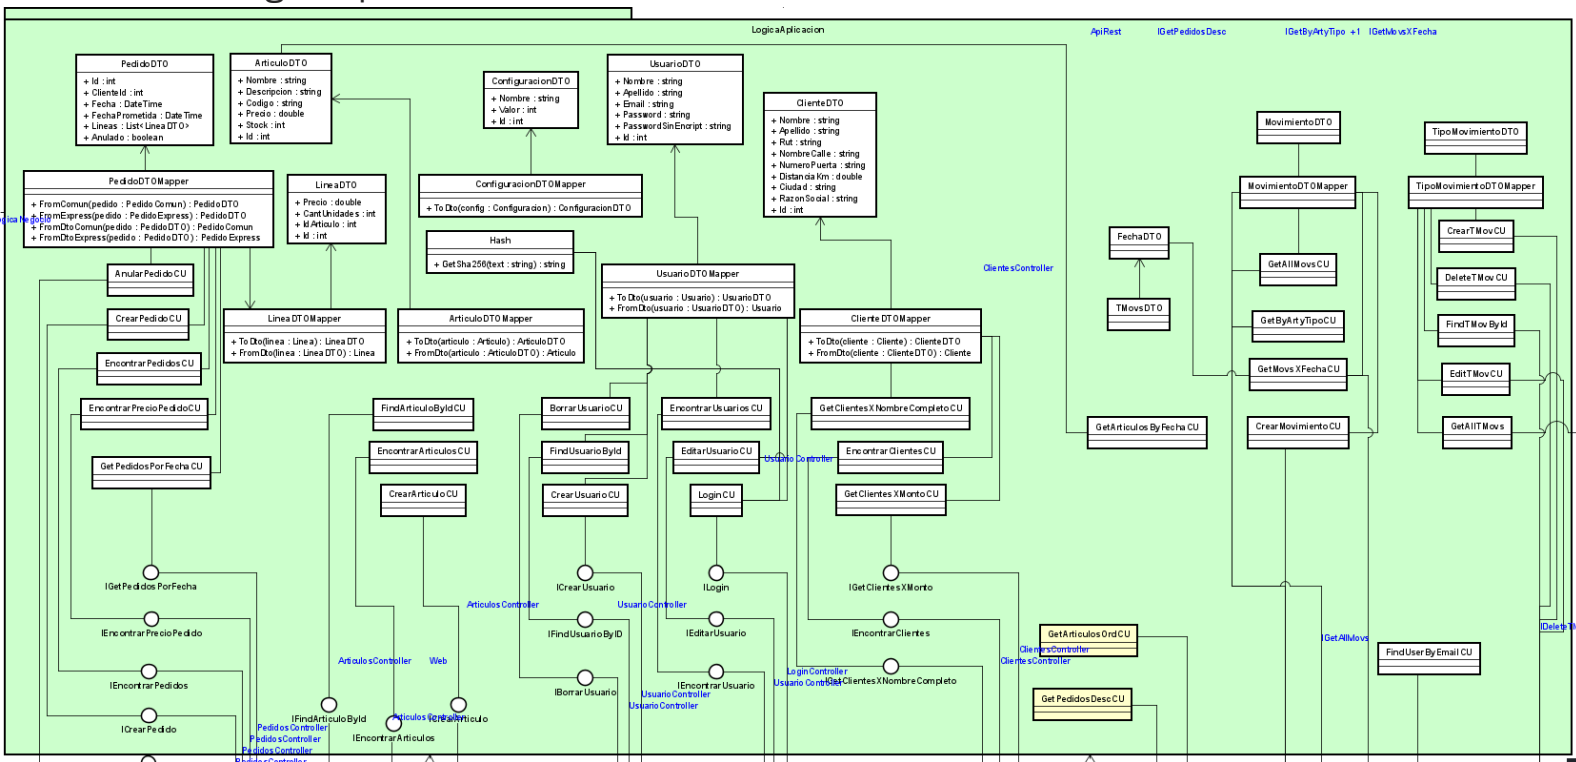 LogicaAplicacion
ApiRest
IGetPedidosDesc
IGetByArtyTipo +1
IGetMovsXFecha
PedidoDTO
+ Id : int
+ ClienteId : int
+ Fecha : DateTime
+ FechaPrometida : DateTime
+ Lineas : List<LineaDTO>
+ Anulado : boolean
ArticuloDTO
+ Nombre : string
+ Descripcion : string
+ Codigo : string
+ Precio : double
+ Stock : int
+ Id : int
ConfiguracionDTO
+ Nombre : string
+ Valor : int
+ Id : int
UsuarioDTO
+ Nombre : string
+ Apellido : string
+ Email : string
+ Password : string
+ PasswordSinEncript : string
+ Id : int
ClienteDTO
+ Nombre : string
+ Apellido : string
+ Rut : string
+ NombreCalle : string
+ NumeroPuerta : string
+ DistanciaKm : double
+ Ciudad : string
+ RazonSocial : string
+ Id : int
MovimientoDTO
TipoMovimientoDTO
PedidoDTOMapper
+ FromComun(pedido : PedidoComun) : PedidoDTO
+ FromExpress(pedido : PedidoExpress) : PedidoDTO
+ FromDtoComun(pedido : PedidoDTO) : PedidoComun
+ FromDtoExpress(pedido : PedidoDTO) : PedidoExpress
LineaDTO
+ Precio : double
+ CantUnidades : int
+ IdArticulo : int
+ Id : int
ConfiguracionDTOMapper
+ ToDto(config : Configuracion) : ConfiguracionDTO
MovimientoDTOMapper
TipoMovimientoDTOMapper
Hash
+ GetSha256(text : string) : string
FechaDTO
CrearTMovCU
AnularPedidoCU
UsuarioDTOMapper
+ ToDto(usuario : Usuario) : UsuarioDTO
+ FromDto(usuario : UsuarioDTO) : Usuario
ClientesController
GetAllMovsCU
DeleteTMovCU
CrearPedidoCU
LineaDTOMapper
+ ToDto(linea : Linea) : LineaDTO
+ FromDto(linea : LineaDTO) : Linea
ArticuloDTOMapper
+ ToDto(articulo : Articulo) : ArticuloDTO
+ FromDto(articulo : ArticuloDTO) : Articulo
ClienteDTOMapper
+ ToDto(cliente : Cliente) : ClienteDTO
+ FromDto(cliente : ClienteDTO) : Cliente
TMovsDTO
GetByArtyTipoCU
FindTMovById
EncontrarPedidosCU
GetMovsXFechaCU
EditTMovCU
EncontrarPrecioPedidoCU
FindArticuloByIdCU
BorrarUsuarioCU
EncontrarUsuariosCU
GetClientesXNombreCompletoCU
GetArticulosByFechaCU
CrearMovimientoCU
GetAllTMovs
GetPedidosPorFechaCU
EncontrarArticulosCU
FindUsuarioById
EditarUsuarioCU
UsuarioController
EncontrarClientesCU
CrearArticuloCU
CrearUsuarioCU
LoginCU
GetClientesXMontoCU
IGetPedidosPorFecha
ICrearUsuario
ILogin
IGetClientesXMonto
ArticulosController
UsuarioController
IEncontrarPrecioPedido
IFindUsuarioByID
IEditarUsuario
IEncontrarClientes
GetArticulosOrdCU
IGetAllMovs
ClientesController
ClientesController
ArticulosController
Web
FindUserByEmailCU
IEncontrarPedidos
IBorrarUsuario
IEncontrarUsuario
LoginController
UsuarioController
IGetClientesXNombreCompleto
UsuarioController
UsuarioController
GetPedidosDescCU
IFindArticuloById
ArticulosController
ICrearArticulo
ICrearPedido
IEncontrarArticulos
PedidosController
PedidosController
PedidosController
PedidosController